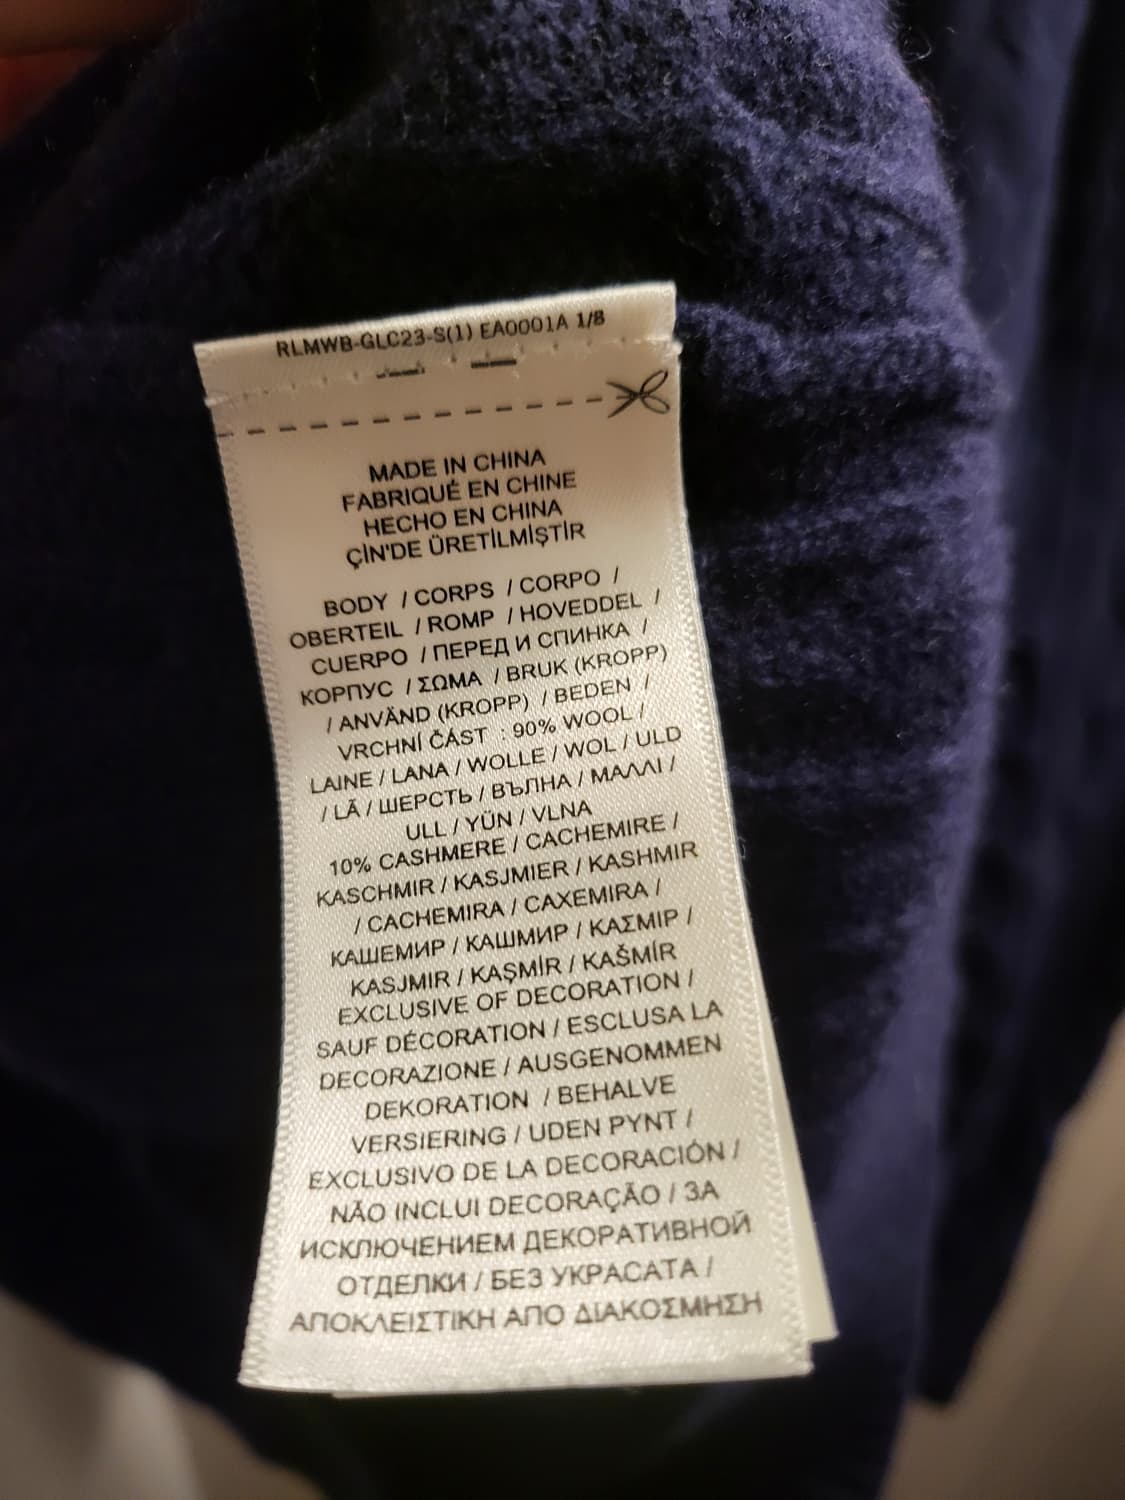 RLMWB-GLC23-S(1) EA0001A 1/8
MADE IN CHINA
FABRIQUÉ EN CHINE
HECHO EN CHINA
ÇİN'DE ÜRETİLMİŞTİR
BODY / CORPS / CORPO /
OBERTEIL / ROMP / HOVEDDEL /
CUERPO / ПЕРЕД И СПИНКА /
КОРПУС / ΣΩΜΑ / BRUK (KROPP)
/ ANVÄND (KROPP) / BEDEN /
VRCHNÍ ČÁST : 90% WOOL /
LAINE / LANA / WOLLE / WOL / ULD
/ LÃ / ШЕРСТЬ / ВЪЛНА / ΜΑΛΛΙ /
ULL / YÜN / VLNA
10% CASHMERE / CACHEMIRE /
KASCHMIR / KASJMIER / KASHMIR
/ CACHEMIRA / CAXEMIRA /
КАШЕМИР / КАШМИР / ΚΑΣΜΙΡ /
KASJMIR / KAŞMİR / KAŠMÍR
EXCLUSIVE OF DECORATION /
SAUF DÉCORATION / ESCLUSA LA
DECORAZIONE / AUSGENOMMEN
DEKORATION / BEHALVE
VERSIERING / UDEN PYNT /
EXCLUSIVO DE LA DECORACIÓN /
NÃO INCLUI DECORAÇÃO / ЗА
ИСКЛЮЧЕНИЕМ ДЕКОРАТИВНОЙ
ОТДЕЛКИ / БЕЗ УКРАСАТА /
ΑΠΟΚΛΕΙΣΤΙΚΗ ΑΠΟ ΔΙΑΚΟΣΜΗΣΗ